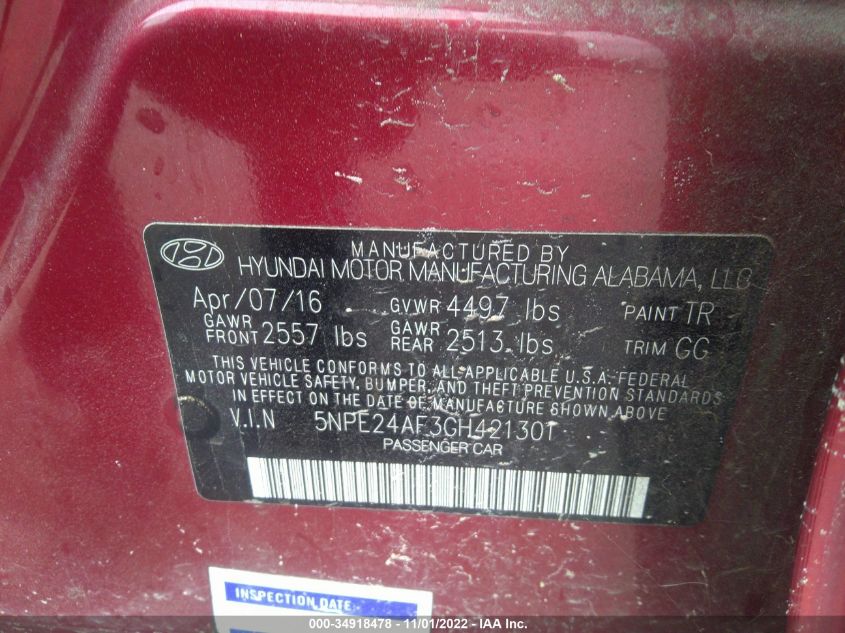 MANUFACTURED BY
HYUNDAI MOTOR MANUFACTURING ALABAMA, LLC
Apr/07/16 GVWR 4497 lbs PAINT TR
GAWR FRONT 2557 lbs GAWR REAR 2513 lbs TRIM GG
THIS VEHICLE CONFORMS TO ALL APPLICABLE U.S.A. FEDERAL
MOTOR VEHICLE SAFETY, BUMPER, AND THEFT PREVENTION STANDARDS
IN EFFECT ON THE DATE OF MANUFACTURE SHOWN ABOVE.
V.I.N 5NPE24AF3GH421301
PASSENGER CAR
INSPECTION DATE
000-34918478 - 11/01/2022 - IAA Inc.